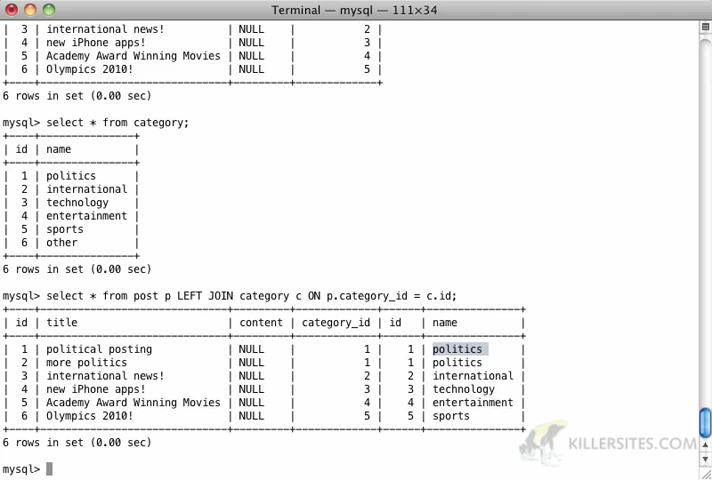 Terminal — mysql — 111×34
| 3 | international news! | NULL | 2 |
| 4 | new iPhone apps! | NULL | 3 |
| 5 | Academy Award Winning Movies | NULL | 4 |
| 6 | Olympics 2010! | NULL | 5 |
+----+------------------------------+---------+-------------+
6 rows in set (0.00 sec)
mysql> select * from category;
+----+---------------+
| id | name |
+----+---------------+
| 1 | politics |
| 2 | international |
| 3 | technology |
| 4 | entertainment |
| 5 | sports |
| 6 | other |
+----+---------------+
6 rows in set (0.00 sec)
mysql> select * from post p LEFT JOIN category c ON p.category_id = c.id;
+----+------------------------------+---------+-------------+------+---------------+
| id | title | content | category_id | id | name |
+----+------------------------------+---------+-------------+------+---------------+
| 1 | political posting | NULL | 1 | 1 | politics |
| 2 | more politics | NULL | 1 | 1 | politics |
| 3 | international news! | NULL | 2 | 2 | international |
| 4 | new iPhone apps! | NULL | 3 | 3 | technology |
| 5 | Academy Award Winning Movies | NULL | 4 | 4 | entertainment |
| 6 | Olympics 2010! | NULL | 5 | 5 | sports |
+----+------------------------------+---------+-------------+------+---------------+
6 rows in set (0.00 sec)
KILLERSITES.COM
mysql>